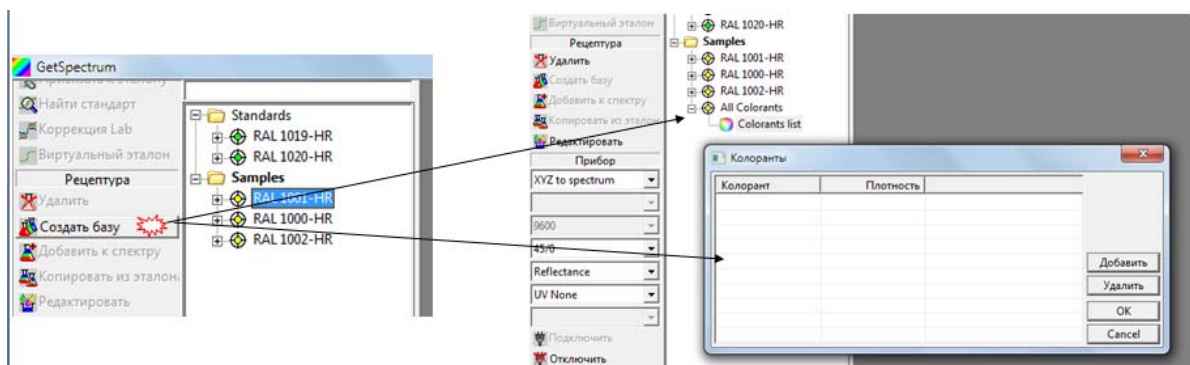 GetSpectrum
Найти стандарт
Коррекция Lab
Виртуальный эталон
Рецептура
Удалить
Создать базу
Добавить к спектру
Копировать из эталона
Редактировать
Standards
RAL 1019-HR
RAL 1020-HR
Samples
RAL 1001-HR
RAL 1000-HR
RAL 1002-HR
Виртуальный эталон
Рецептура
Удалить
Создать базу
Добавить к спектру
Копировать из эталон
Редактировать
Прибор
XYZ to spectrum
9600
45/0
Reflectance
UV None
Подключить
Отключить
RAL 1020-HR
Samples
RAL 1001-HR
RAL 1000-HR
RAL 1002-HR
All Colorants
Colorants list
Колоранты
Колорант Плотность
Добавить
Удалить
OK
Cancel